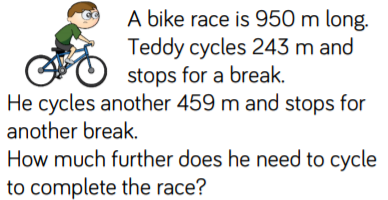 A bike race is 950 m long.
Teddy cycles 243 m and
stops for a break.
He cycles another 459 m and stops for
another break.
How much further does he need to cycle
to complete the race?